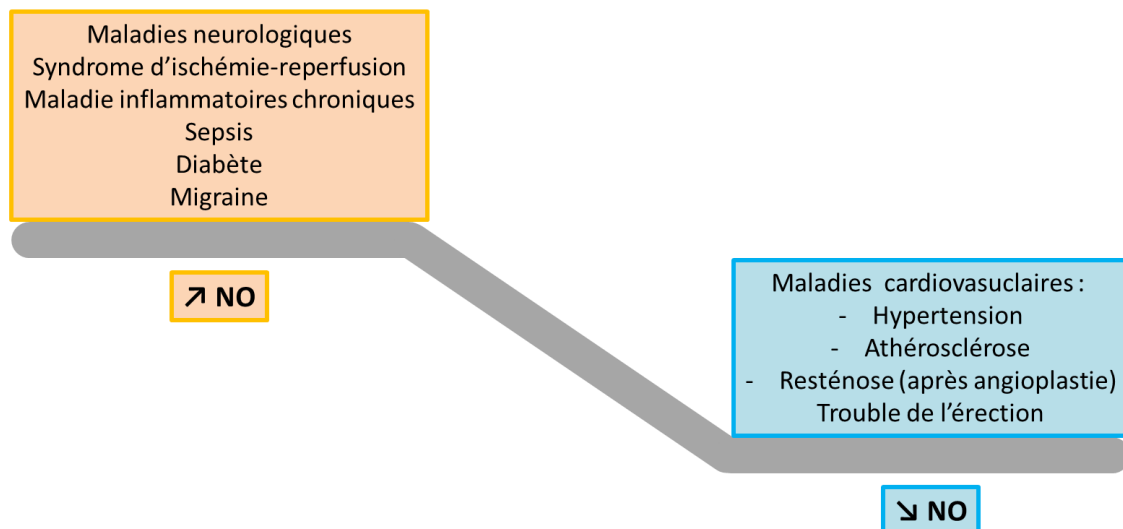 Maladies neurologiques
Syndrome d’ischémie-reperfusion
Maladie inflammatoires chroniques
Sepsis
Diabète
Migraine
↗ NO
Maladies cardiovasuclaires :
- Hypertension
- Athérosclérose
- Resténose (après angioplastie)
Trouble de l’érection
↘ NO